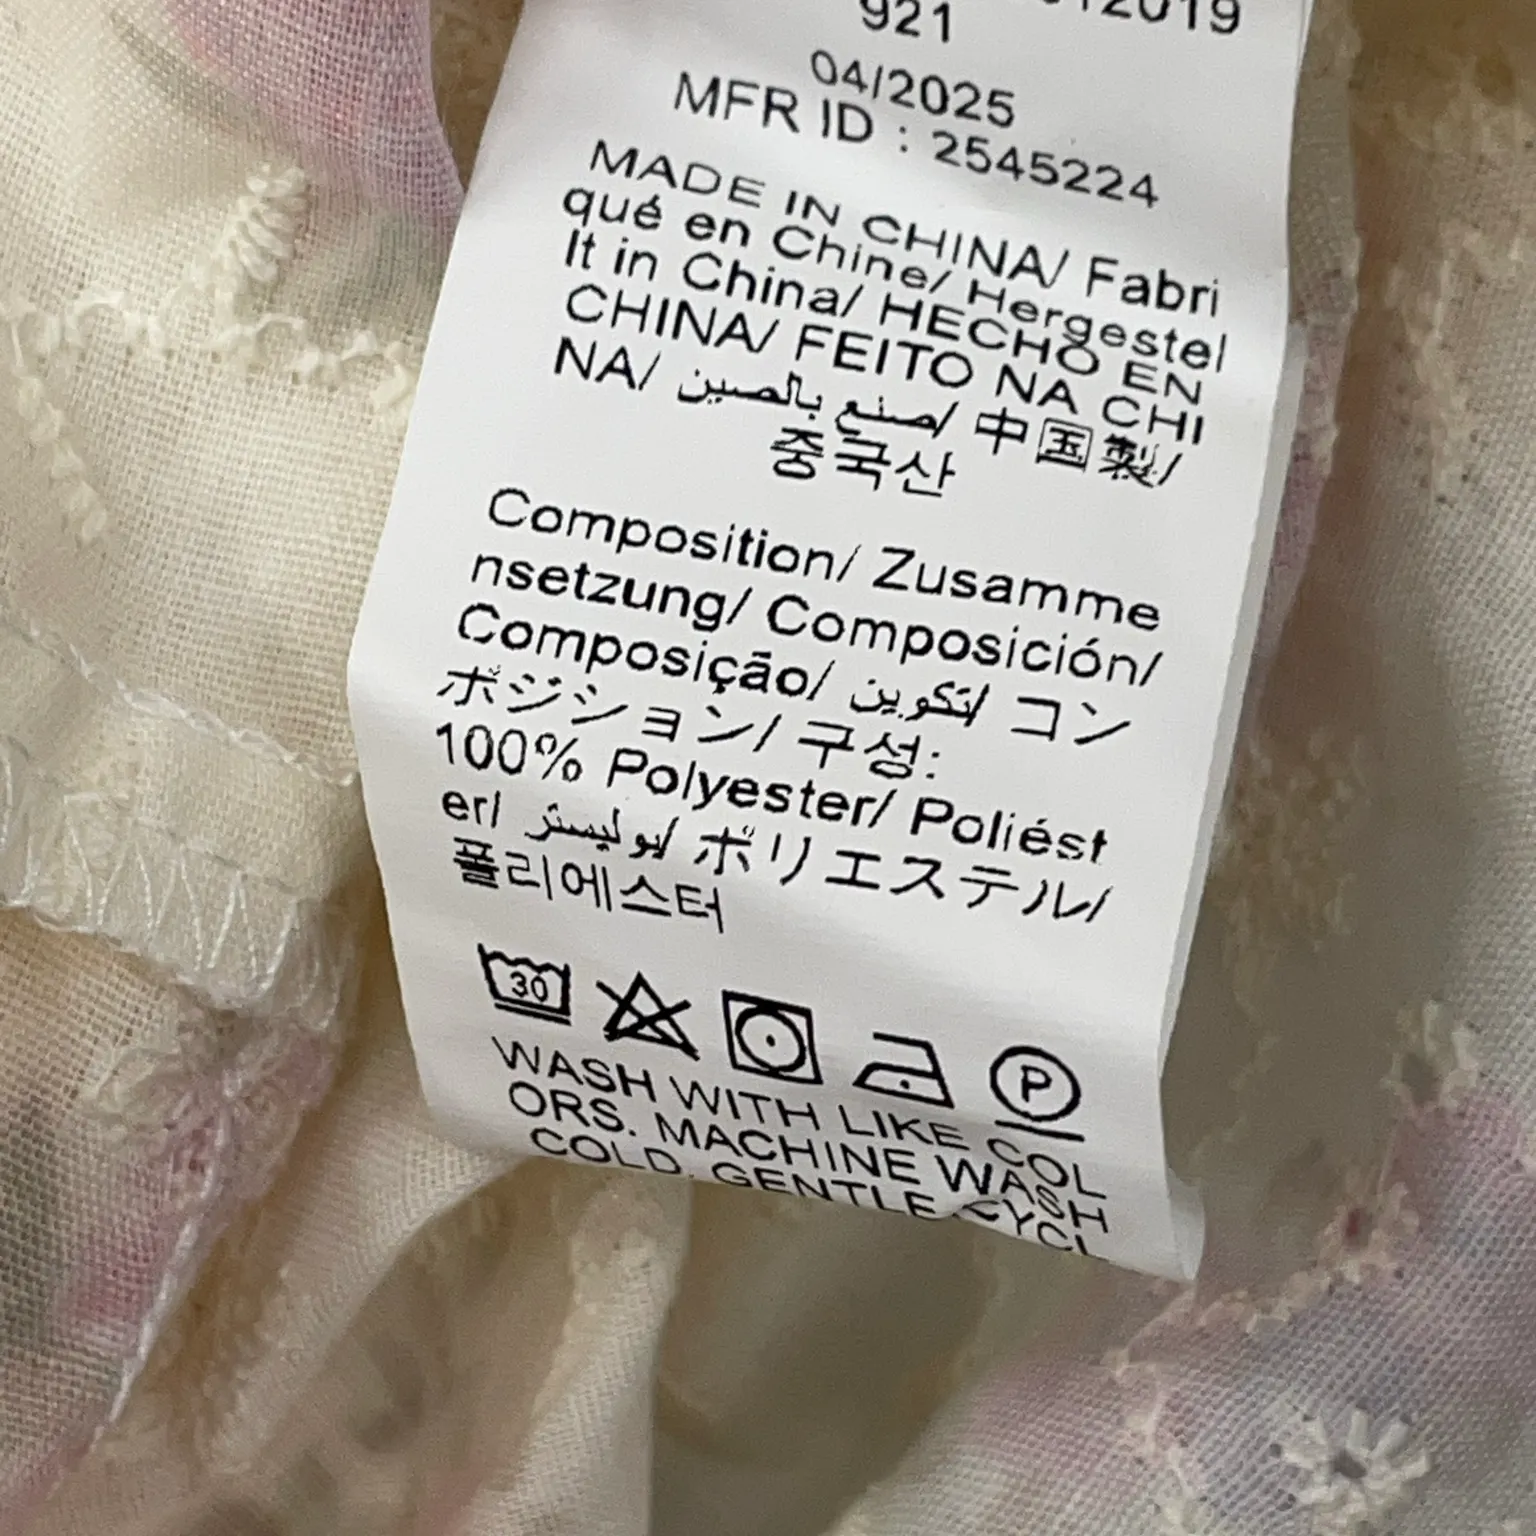 921
04/2025
MFR ID : 2545224
MADE IN CHINA/ Fabri
qué en Chine/ Hergestel
lt in China/ HECHO EN
CHINA/ FEITO NA CHI
NA/ صنع بالصين/ 中国製/
중국산
Composition/ Zusamme
nsetzung/ Composición/
Composição/ تكوين/ コン
ポジション/ 구성:
100% Polyester/ Poliést
er/ بوليستر/ ポリエステル/
폴리에스터
30
P
WASH WITH LIKE COL
ORS. MACHINE WASH
COLD, GENTLE CYCL